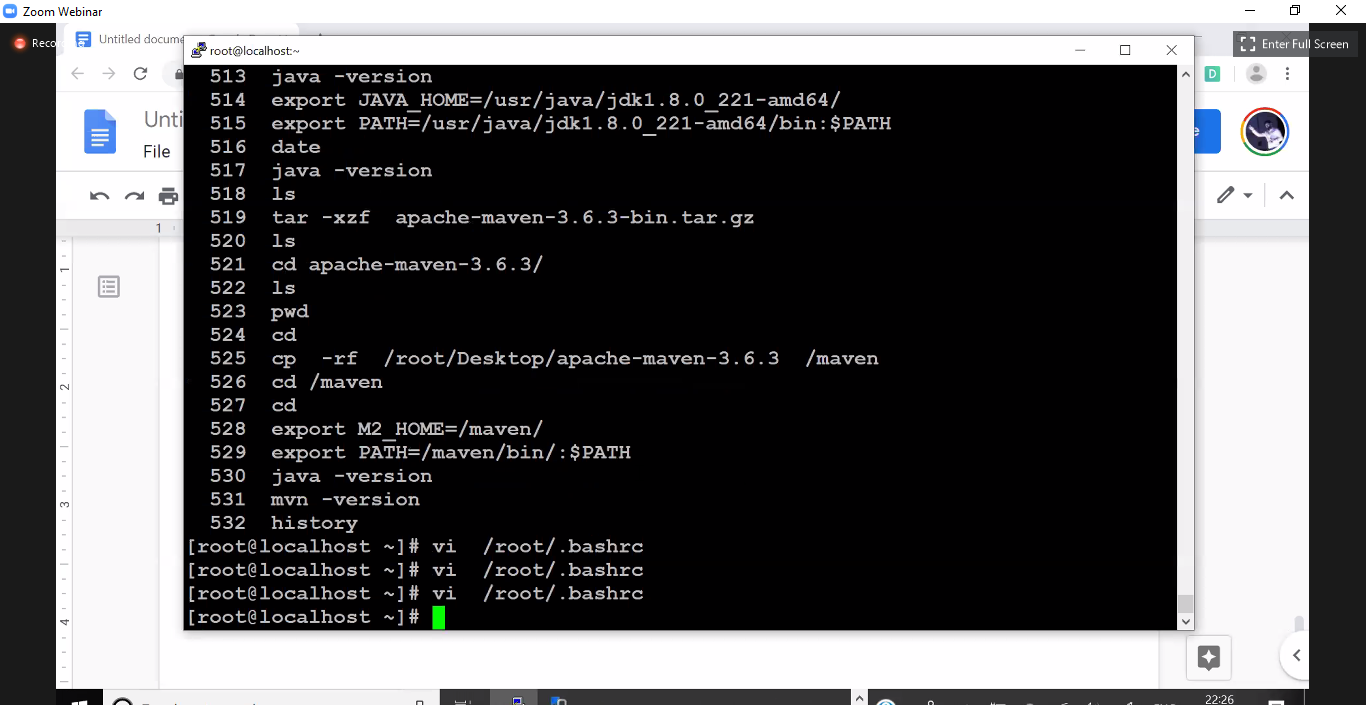 Zoom Webinar
Recor
Untitled docume
root@localhost:~
Enter Full Screen
D
Unti
File
e
1
1
2
3
4
513 java -version
514 export JAVA_HOME=/usr/java/jdk1.8.0_221-amd64/
515 export PATH=/usr/java/jdk1.8.0_221-amd64/bin:$PATH
516 date
517 java -version
518 ls
519 tar -xzf  apache-maven-3.6.3-bin.tar.gz
520 ls
521 cd apache-maven-3.6.3/
522 ls
523 pwd
524 cd
525 cp  -rf  /root/Desktop/apache-maven-3.6.3  /maven
526 cd /maven
527 cd
528 export M2_HOME=/maven/
529 export PATH=/maven/bin/:$PATH
530 java -version
531 mvn -version
532 history
[root@localhost ~]# vi  /root/.bashrc
[root@localhost ~]# vi  /root/.bashrc
[root@localhost ~]# vi  /root/.bashrc
[root@localhost ~]#
22:26